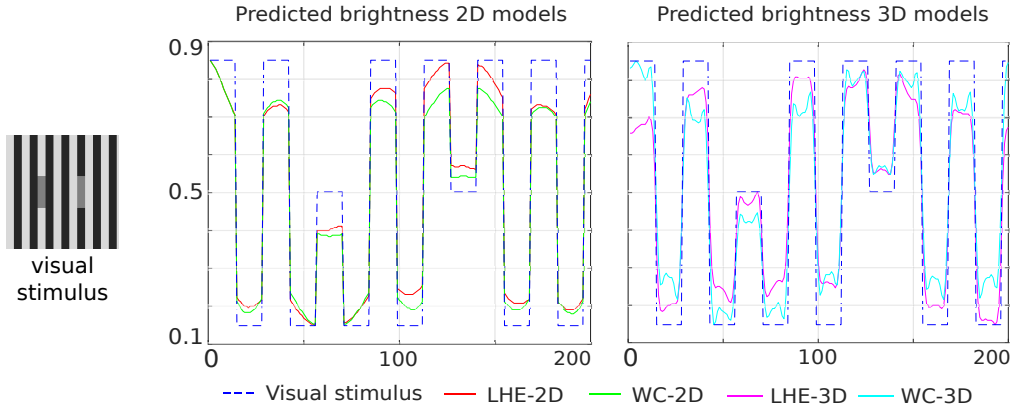 Predicted brightness 2D models
Predicted brightness 3D models
0.9
0.5
0.1
0
100
200
0
100
200
visual
stimulus
Visual stimulus
LHE-2D
WC-2D
LHE-3D
WC-3D